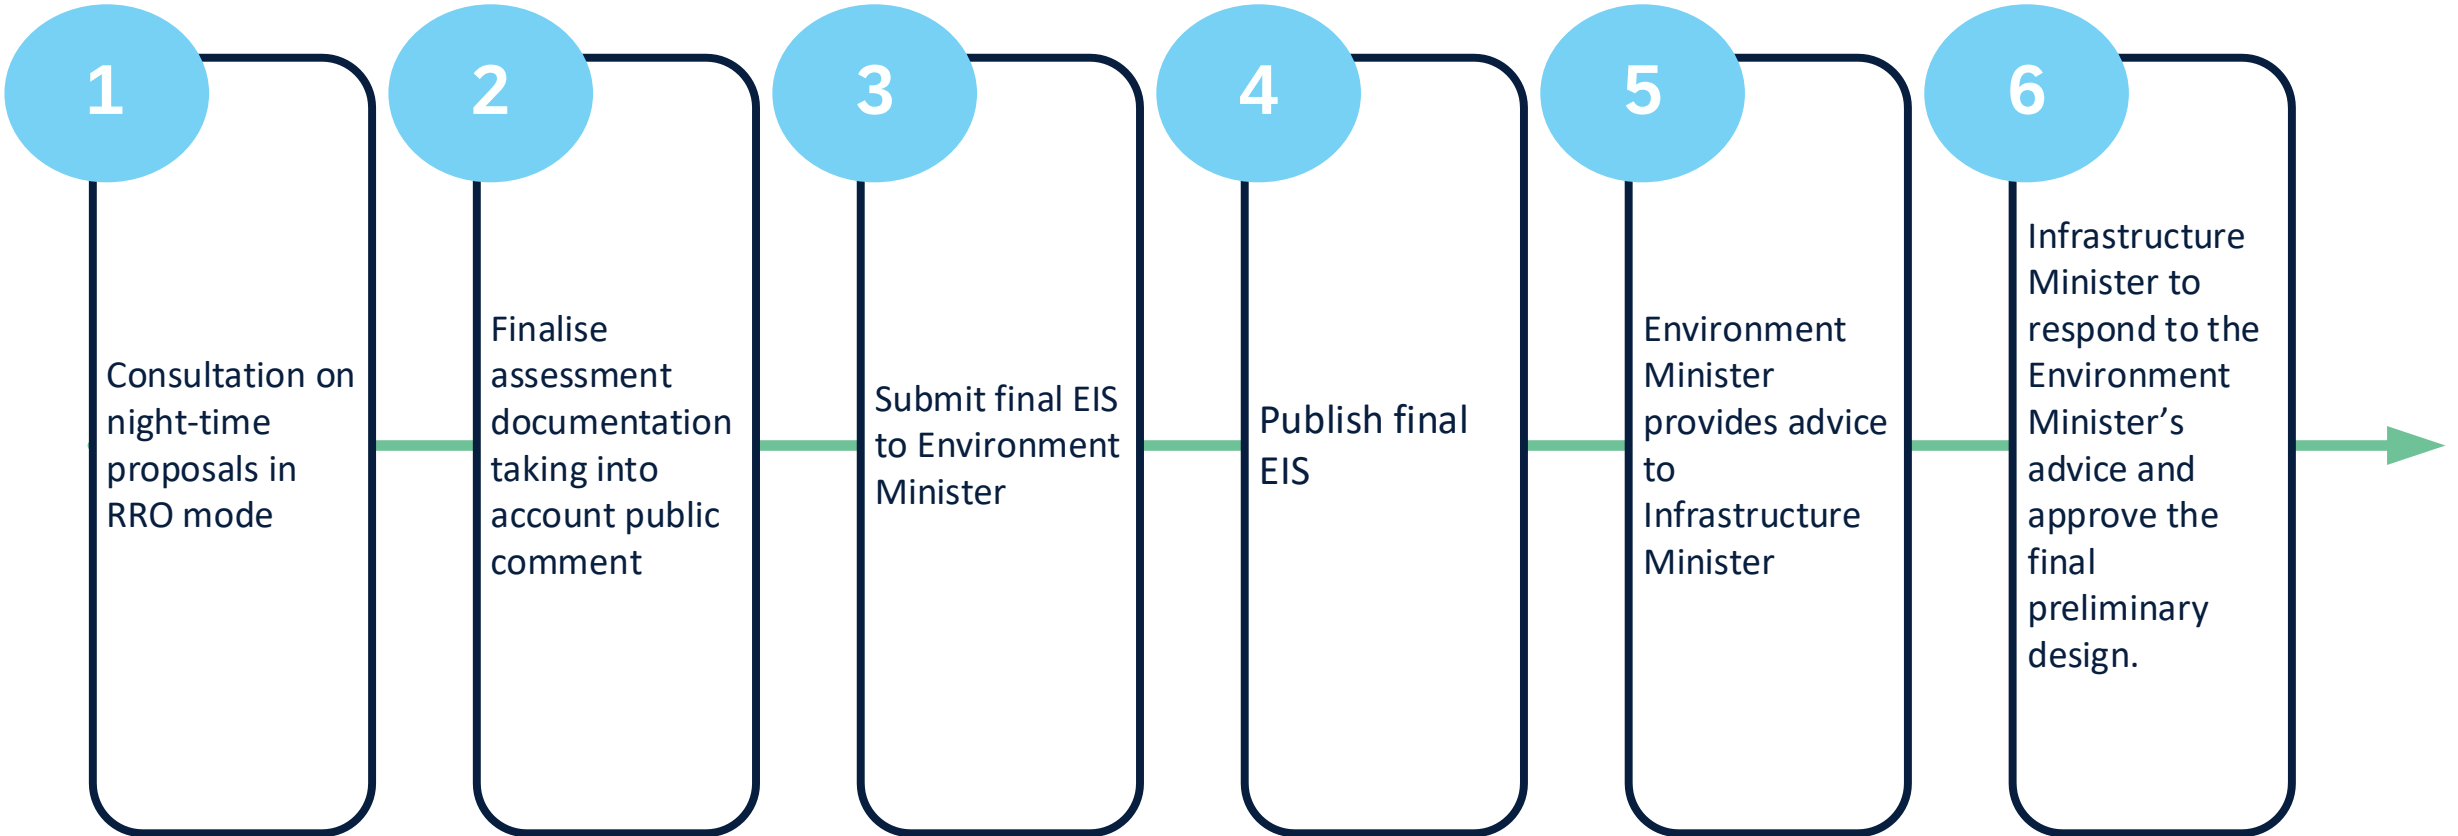 1
Consultation on
night-time
proposals in
RRO mode
2
Finalise
assessment
documentation
taking into
account public
comment
3
Submit final EIS
to Environment
Minister
4
Publish final
EIS
5
Environment
Minister
provides advice
to
Infrastructure
Minister
6
Infrastructure
Minister to
respond to the
Environment
Minister’s
advice and
approve the
final
preliminary
design.